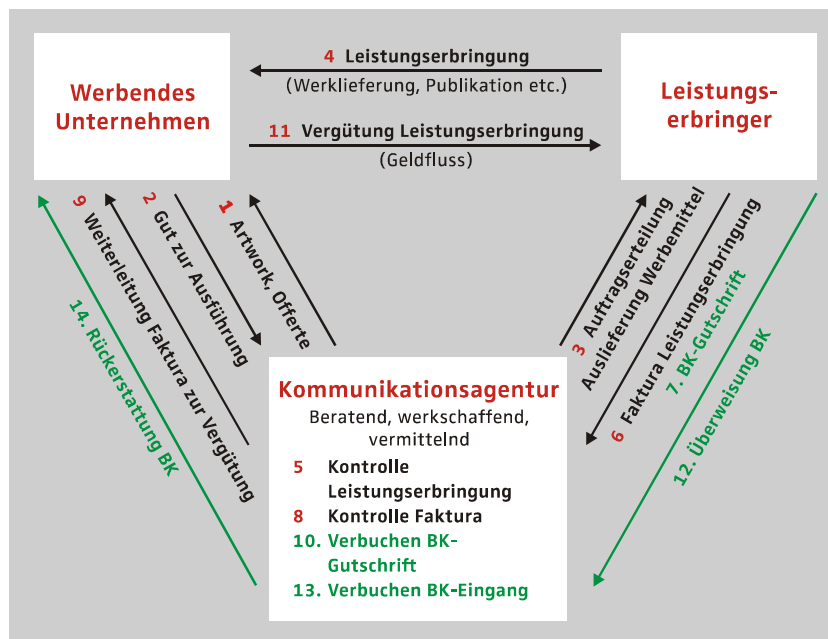 Werbendes
Unternehmen
4 Leistungserbringung
(Werklieferung, Publikation etc.)
11 Vergütung Leistungserbringung
(Geldfluss)
Leistungs-
erbringer
14. Rückerstattung BK
9 Weiterleitung Faktura zur Vergütung
2 Gut zur Ausführung
1 Artwork, Offerte
3 Auftragserteilung
Auslieferung Werbemittel
6 Faktura Leistungserbringung
7. BK-Gutschrift
12. Überweisung BK
Kommunikationsagentur
Beratend, werkschaffend,
vermittelnd
5 Kontrolle
Leistungserbringung
8 Kontrolle Faktura
10. Verbuchen BK-
Gutschrift
13. Verbuchen BK-Eingang